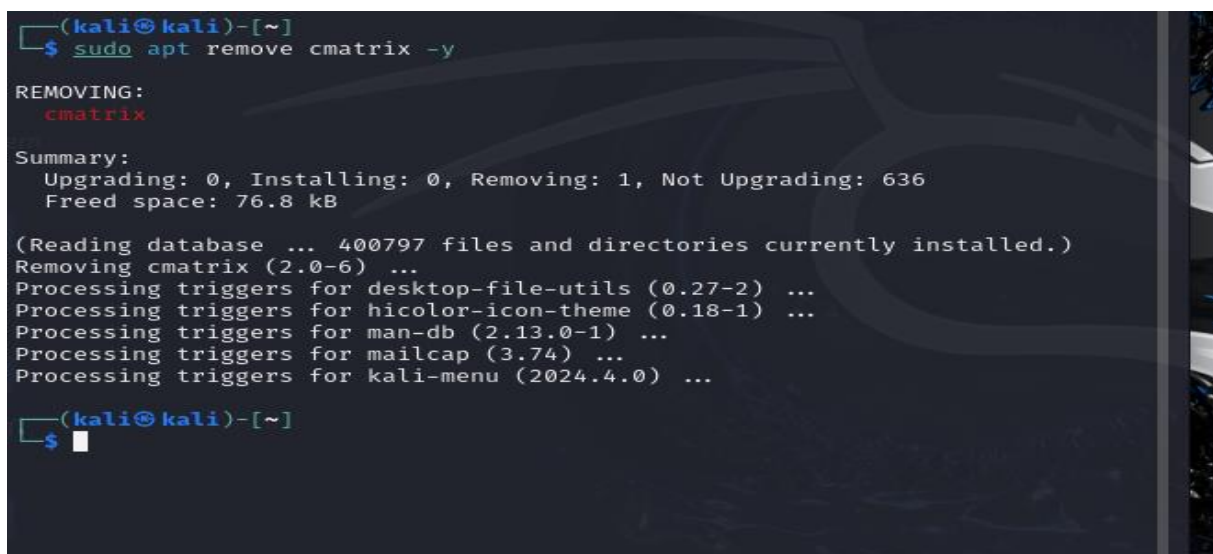 ┌──(kali㉿kali)-[~]
└─$ sudo apt remove cmatrix -y
REMOVING:
cmatrix
Summary:
Upgrading: 0, Installing: 0, Removing: 1, Not Upgrading: 636
Freed space: 76.8 kB
(Reading database ... 400797 files and directories currently installed.)
Removing cmatrix (2.0-6) ...
Processing triggers for desktop-file-utils (0.27-2) ...
Processing triggers for hicolor-icon-theme (0.18-1) ...
Processing triggers for man-db (2.13.0-1) ...
Processing triggers for mailcap (3.74) ...
Processing triggers for kali-menu (2024.4.0) ...
┌──(kali㉿kali)-[~]
└─$